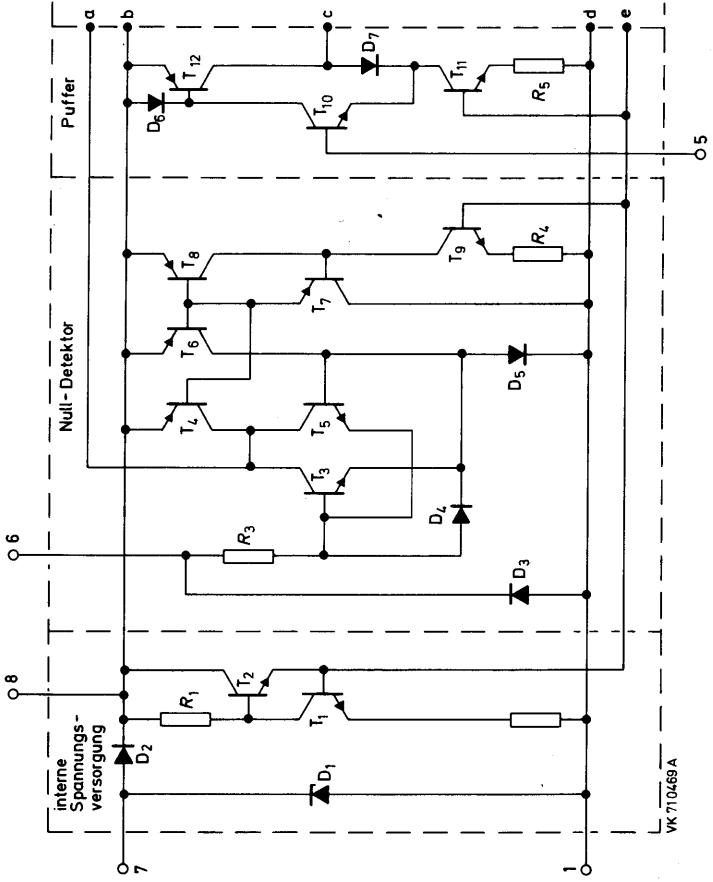 a
b
c
d
e
Puffer
D6
T12
D7
T10
T11
R5
5
Null-Detektor
T8
T6
T4
T7
T9
R4
T5
T3
D5
D4
R3
6
D3
8
interne
Spannungs-
versorgung
R1
T2
T1
D2
D1
7
1
VK 710469A